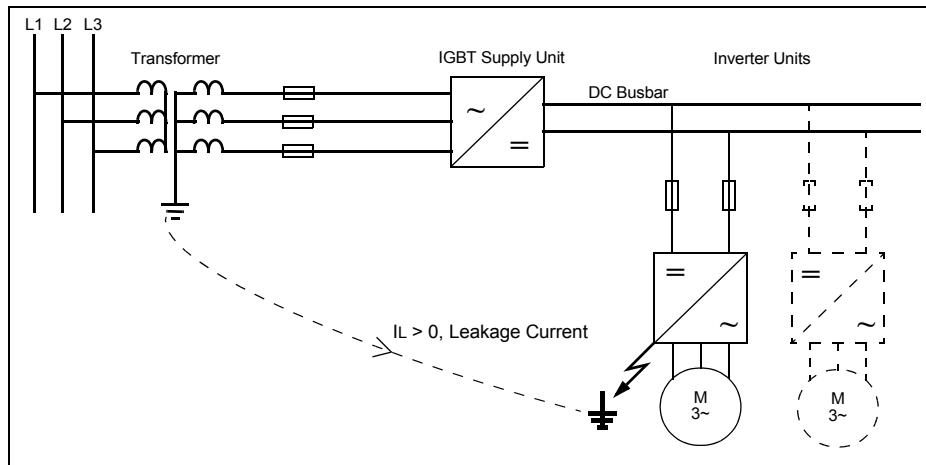 L1 L2 L3
Transformer
IGBT Supply Unit
Inverter Units
DC Busbar
~
=
=
~
=
~
IL > 0, Leakage Current
M
3~
M
3~